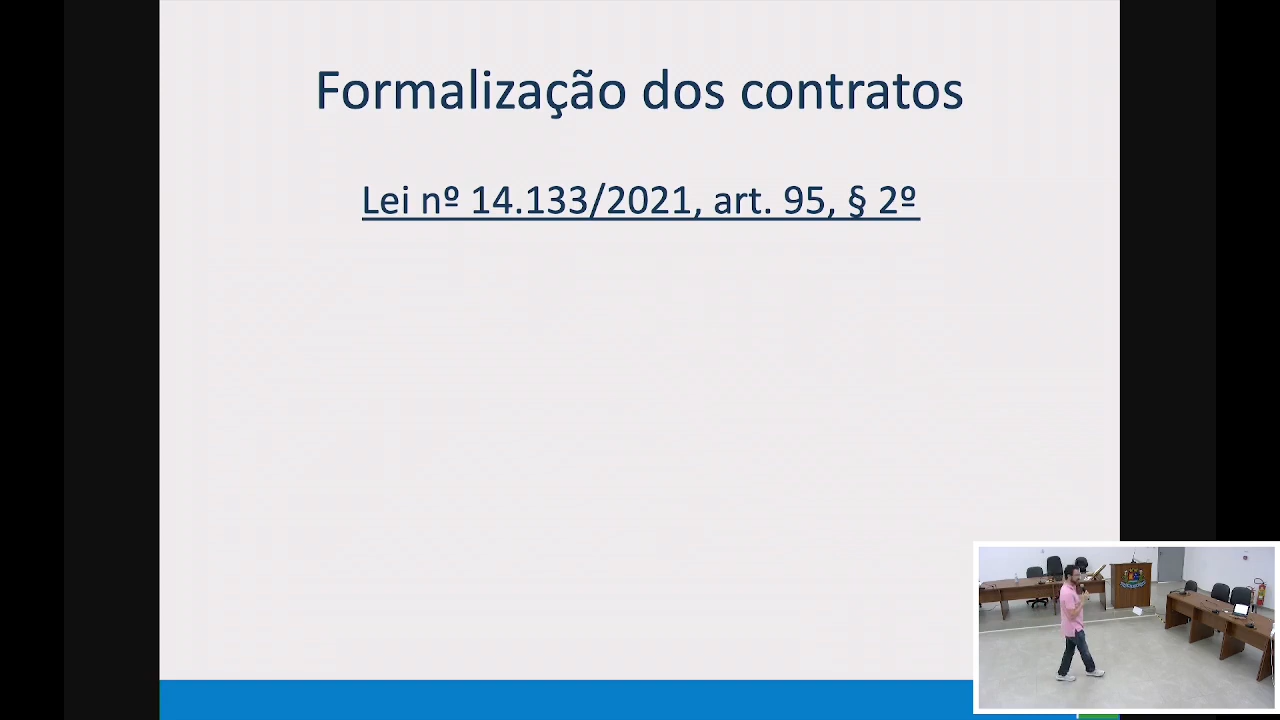 Formalização dos contratos
Lei nº 14.133/2021, art. 95, § 2º